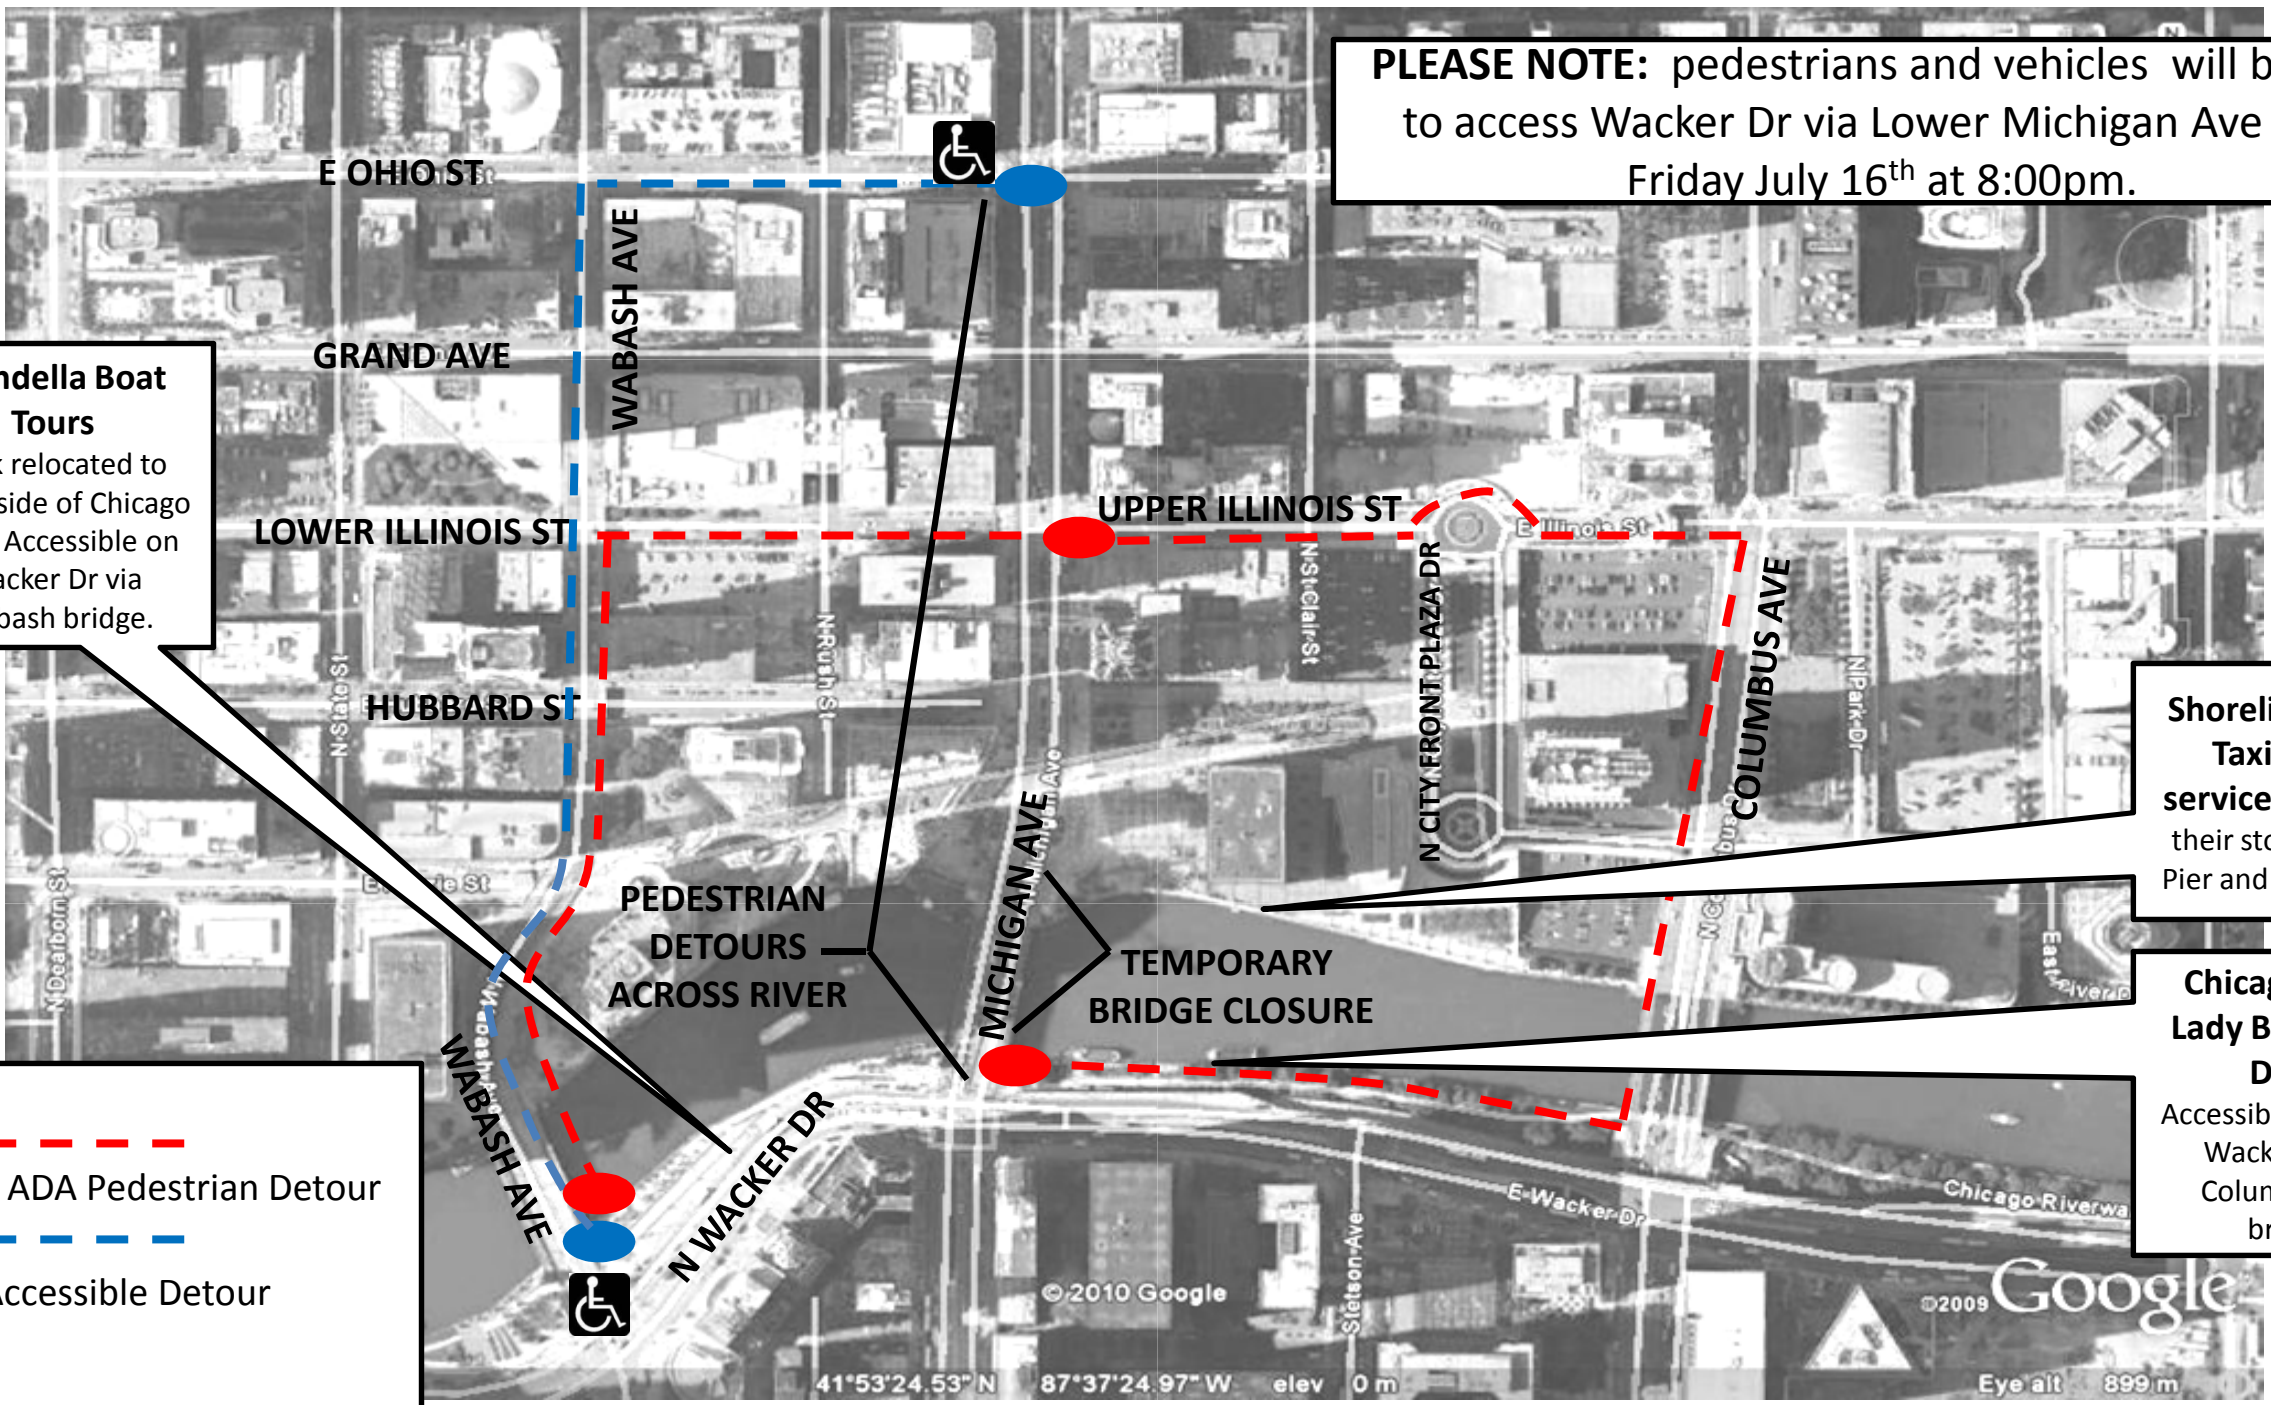 PLEASE NOTE: pedestrians and vehicles will b
to access Wacker Dr via Lower Michigan Ave
Friday July 16th at 8:00pm.
E OHIO ST
WABASH AVE
GRAND AVE
ndella Boat
Tours
relocated to
side of Chicago
Accessible on
acker Dr via
bash bridge.
LOWER ILLINOIS ST
UPPER ILLINOIS ST
E Illinois St
N St Clair St
N CITY FRONT PLAZA DR
COLUMBUS AVE
N Rush St
N State St
HUBBARD ST
N Park Dr
Shoreli
Taxi
service
their sto
Pier and
MICHIGAN AVE
N Dearborn St
PEDESTRIAN
DETOURS
ACROSS RIVER
TEMPORARY
BRIDGE CLOSURE
Chicag
Lady B
D
Accessib
Wack
Colum
br
WABASH AVE
N WACKER DR
ADA Pedestrian Detour
Accessible Detour
E Wacker Dr
Chicago Riverwa
Stetson Ave
© 2010 Google
©2009 Google
41°53'24.53" N 87°37'24.97" W elev 0 m
Eye alt 899 m